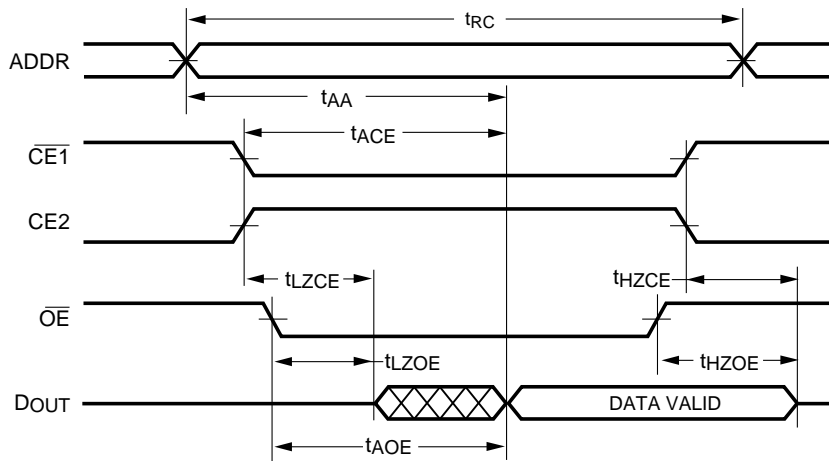 tRC
ADDR
tAA
tACE
CE1
CE2
tLZCE
tHZCE
OE
tLZOE
tHZOE
DOUT
DATA VALID
tAOE